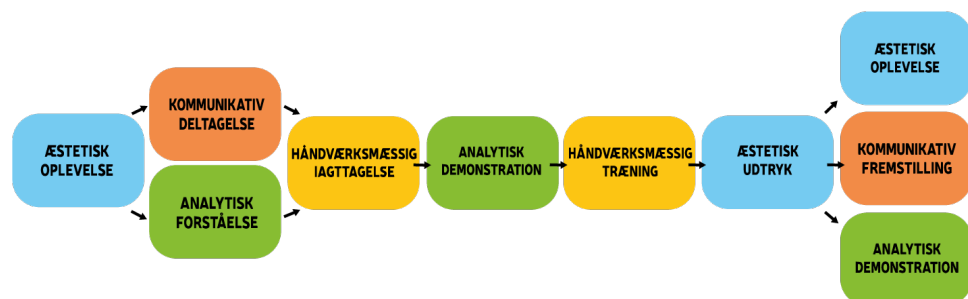 ÆSTETISK
OPLEVELSE
KOMMUNIKATIV
DELTAGELSE
ANALYTISK
FORSTÅELSE
HÅNDVÆRKSMÆSSIG
IAGTTAGELSE
ANALYTISK
DEMONSTRATION
HÅNDVÆRKSMÆSSIG
TRÆNING
ÆSTETISK
UDTRYK
ÆSTETISK
OPLEVELSE
KOMMUNIKATIV
FREMSTILLING
ANALYTISK
DEMONSTRATION